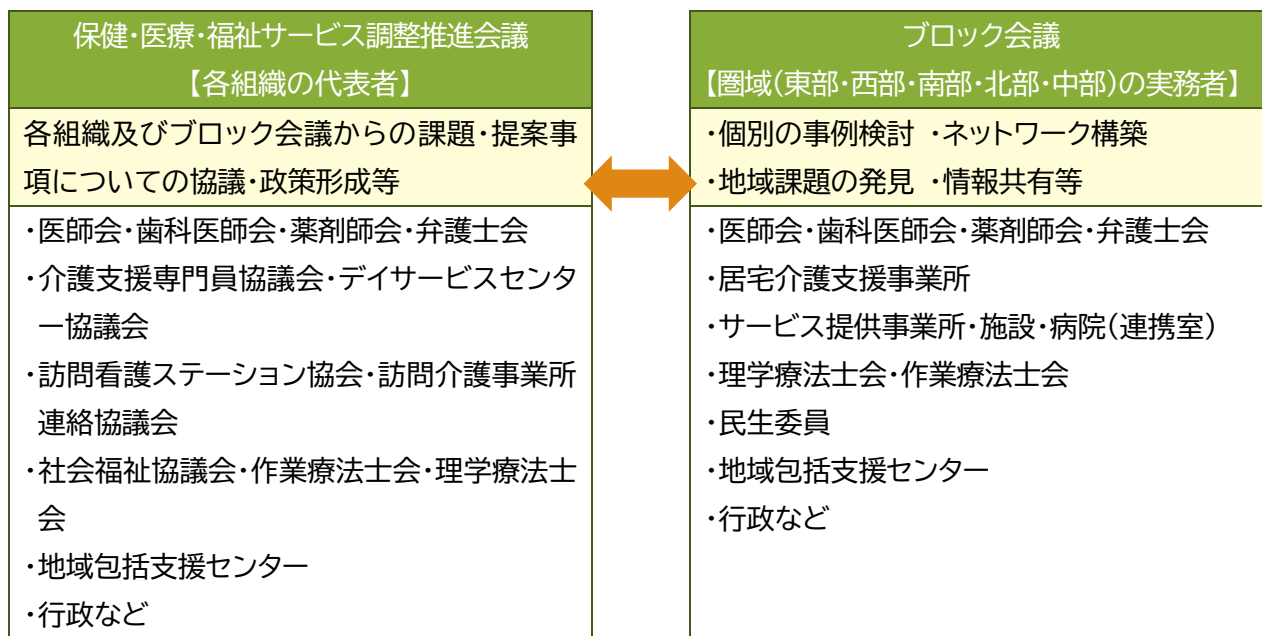 保健・医療・福祉サービス調整推進会議
【各組織の代表者】
各組織及びブロック会議からの課題・提案事
項についての協議・政策形成等
・医師会・歯科医師会・薬剤師会・弁護士会
・介護支援専門員協議会・デイサービスセンタ
ー協議会
・訪問看護ステーション協会・訪問介護事業所
連絡協議会
・社会福祉協議会・作業療法士会・理学療法士
会
・地域包括支援センター
・行政など
ブロック会議
【圏域(東部・西部・南部・北部・中部)の実務者】
・個別の事例検討 ・ネットワーク構築
・地域課題の発見 ・情報共有等
・医師会・歯科医師会・薬剤師会・弁護士会
・居宅介護支援事業所
・サービス提供事業所・施設・病院(連携室)
・理学療法士会・作業療法士会
・民生委員
・地域包括支援センター
・行政など